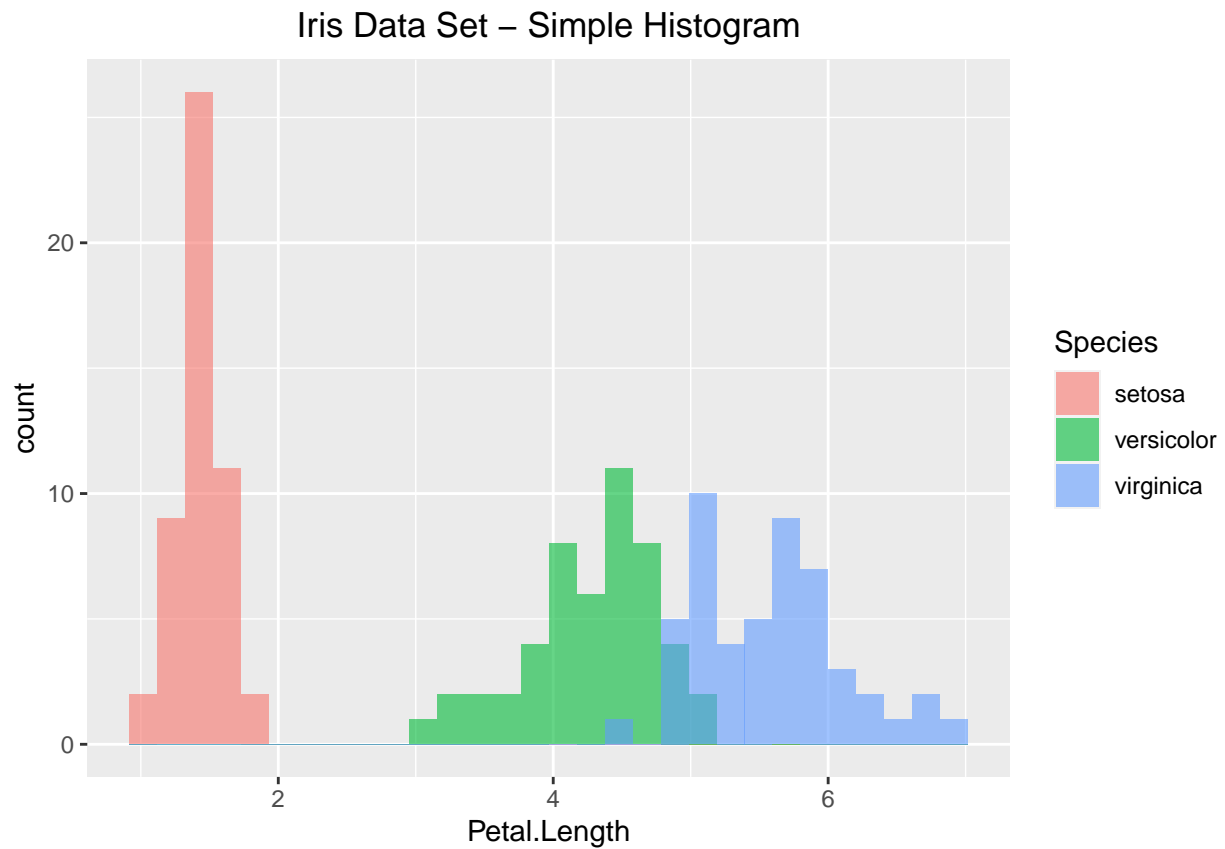 Iris Data Set – Simple Histogram
20
10
0
count
2
4
6
Petal.Length
Species
setosa
versicolor
virginica